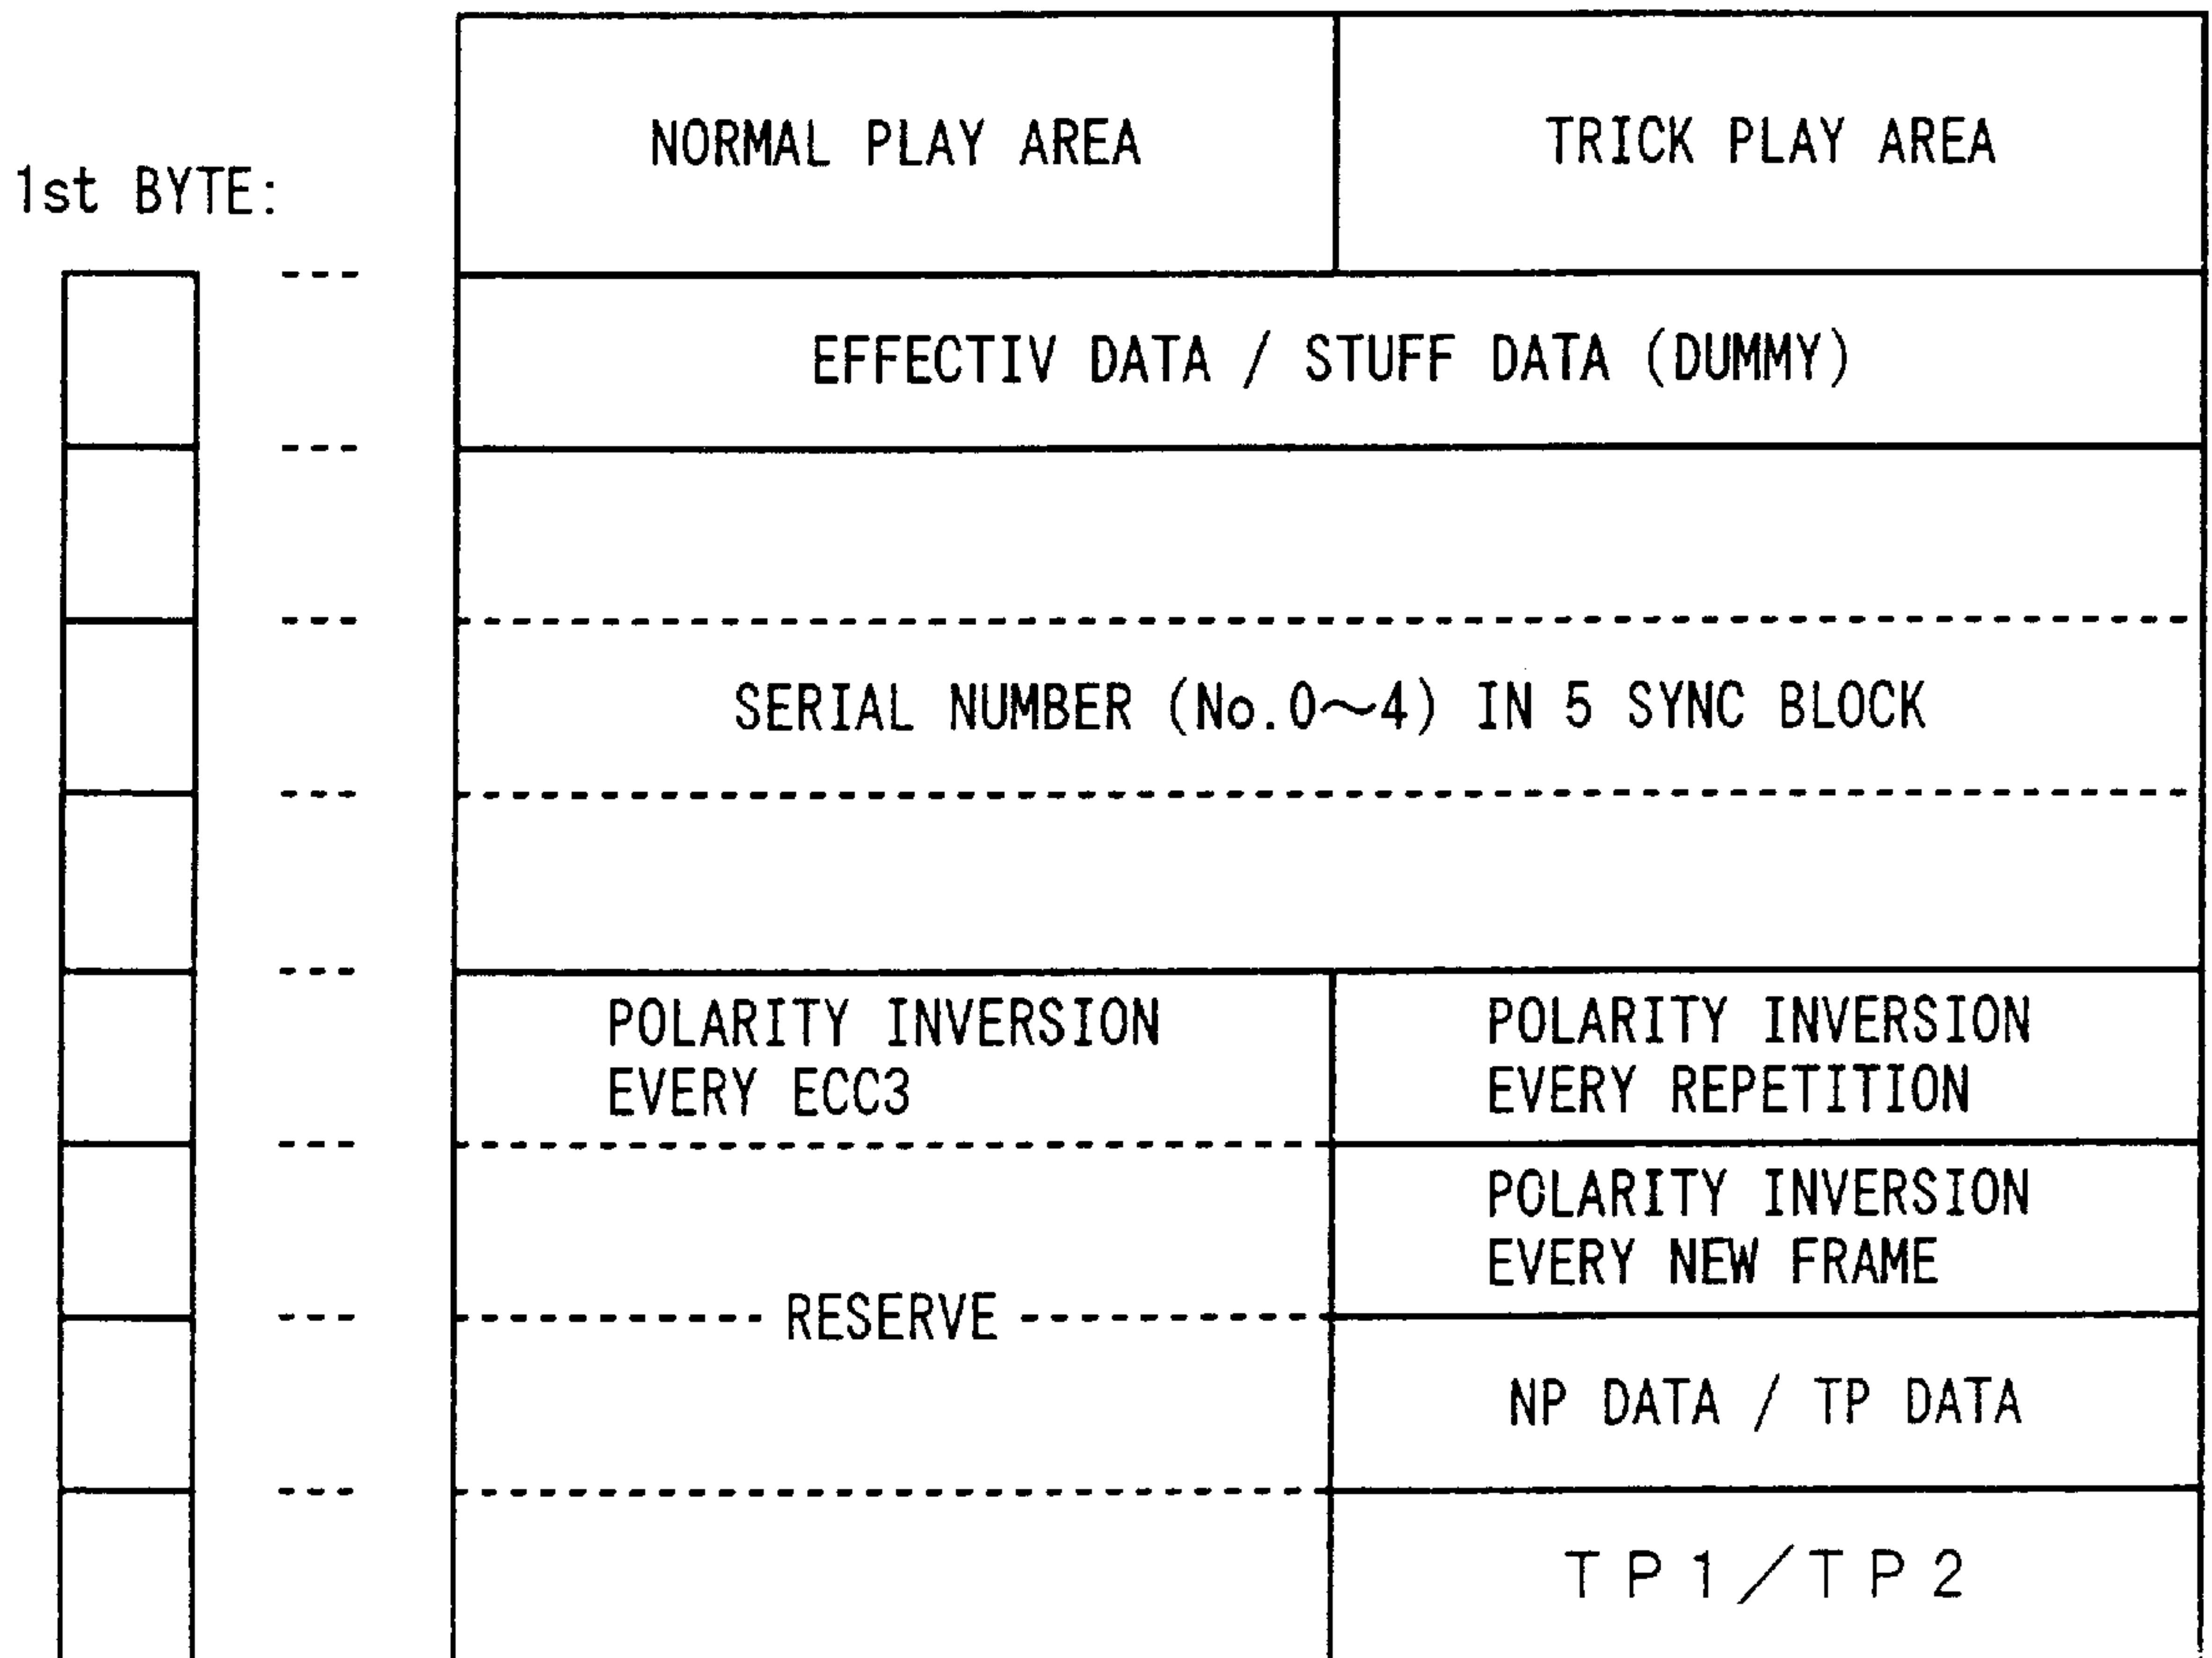 NORMAL PLAY AREA
TRICK PLAY AREA
1st BYTE:
EFFECTIV DATA / STUFF DATA (DUMMY)
SERIAL NUMBER (No.0〜4) IN 5 SYNC BLOCK
POLARITY INVERSION
EVERY ECC3
POLARITY INVERSION
EVERY REPETITION
POLARITY INVERSION
EVERY NEW FRAME
RESERVE
NP DATA / TP DATA
TP1/TP2